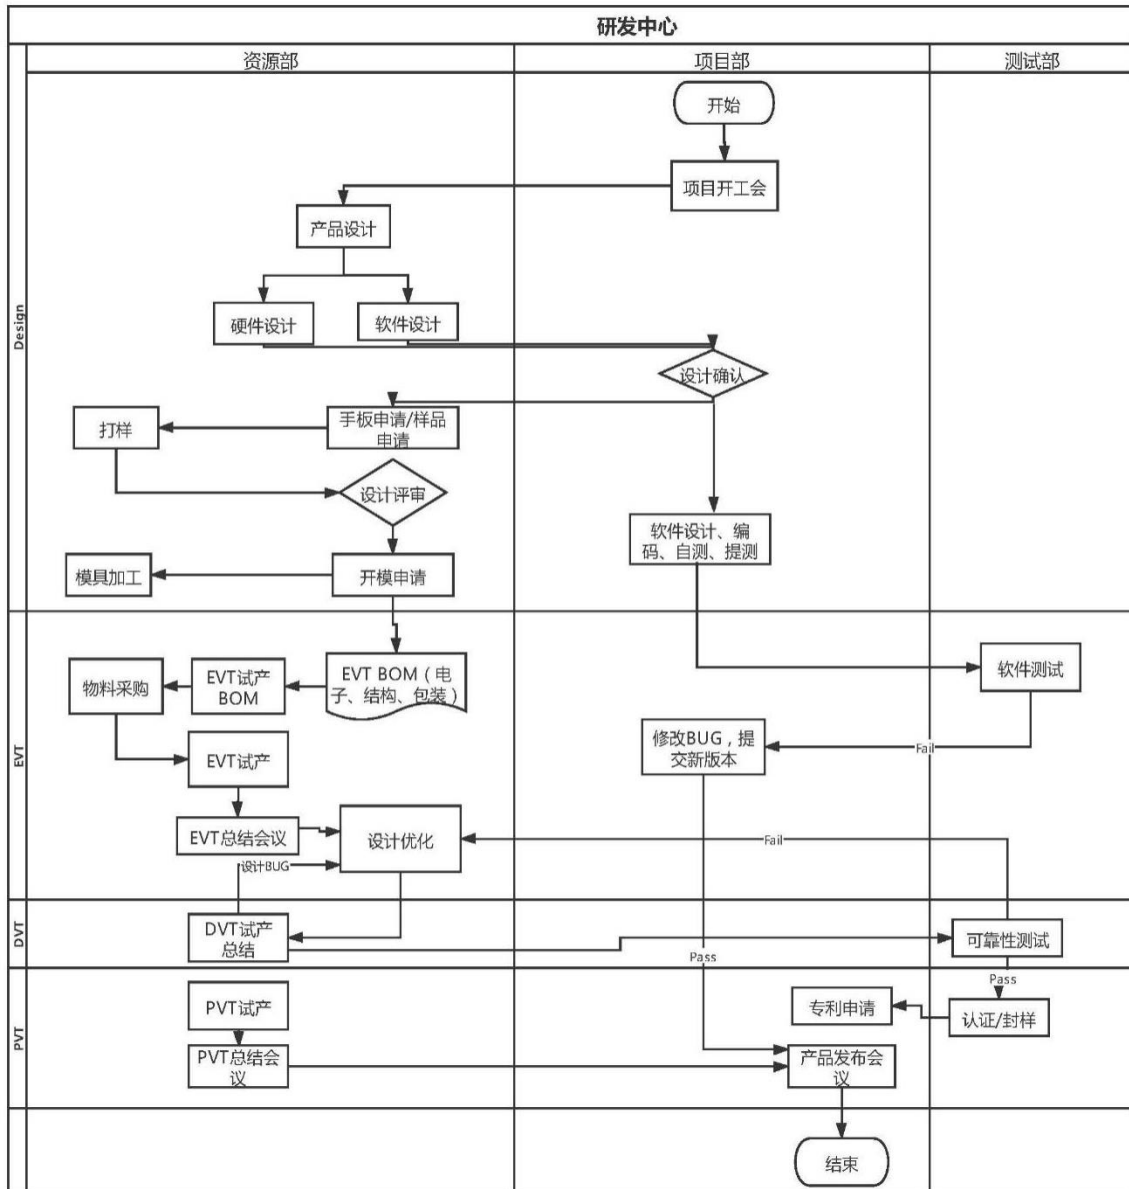 研发中心
资源部
项目部
测试部
Design
开始
项目开工会
产品设计
硬件设计
软件设计
设计确认
打样
手板申请/样品
申请
设计评审
软件设计、编
码、自测、提测
模具加工
开模申请
EVT
物料采购
EVT试产
BOM
EVT BOM（电
子、结构、包装）
软件测试
EVT试产
修改BUG，提
交新版本
Fail
EVT总结会议
设计优化
Fail
设计BUG
DVT
DVT试产
总结
可靠性测试
Pass
Pass
PVT
PVT试产
专利申请
认证/封样
PVT总结会
议
产品发布会
议
结束